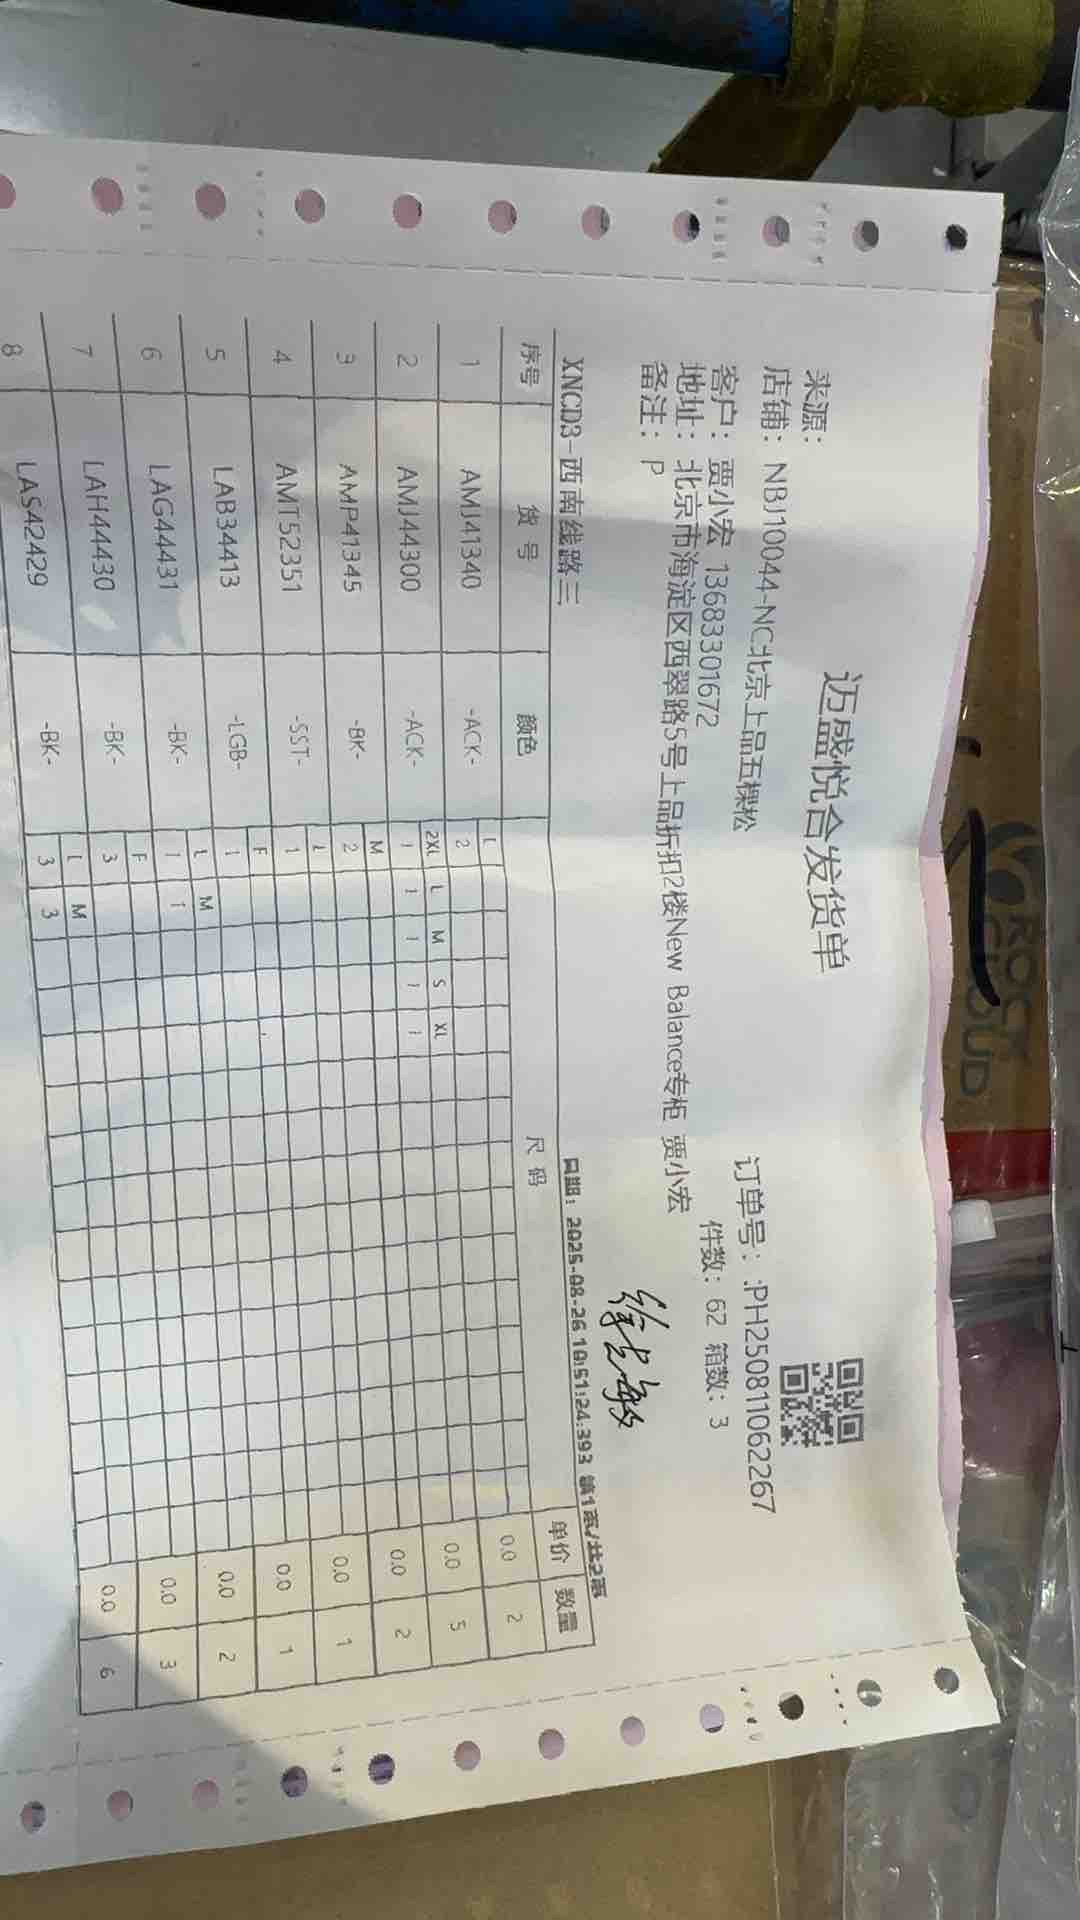 迈盛悦合发货单
来源：
店铺：NBJ10044-NC北京上品五棵松 订单号：:PH250811062267
客户：贾小宏 13683301672 件数：62 箱数：3
地址：北京市海淀区西翠路5号上品折扣2楼New Balance专柜 贾小宏
备注：P
XNCD3-西南线路三 日期：2025-08-26 10:51:24.393 第1页/共2页
序号 货号 颜色 尺码 单价 数量
L
1 AMJ41340 -ACK- 2 0.0 2
2XL L M S XL
2 AMJ44300 -ACK- 1 1 1 1 1 0.0 5
M
3 AMP41345 -BK- 2 0.0 2
L
4 AMT52351 -SST- 1 0.0 1
F
5 LAB34413 -LGB- 1 0.0 1
L M
6 LAG44431 -BK- 1 1 0.0 2
F
7 LAH44430 -BK- 3 0.0 3
L M
8 LAS42429 -BK- 3 3 0.0 6
ROCK
CLOUD